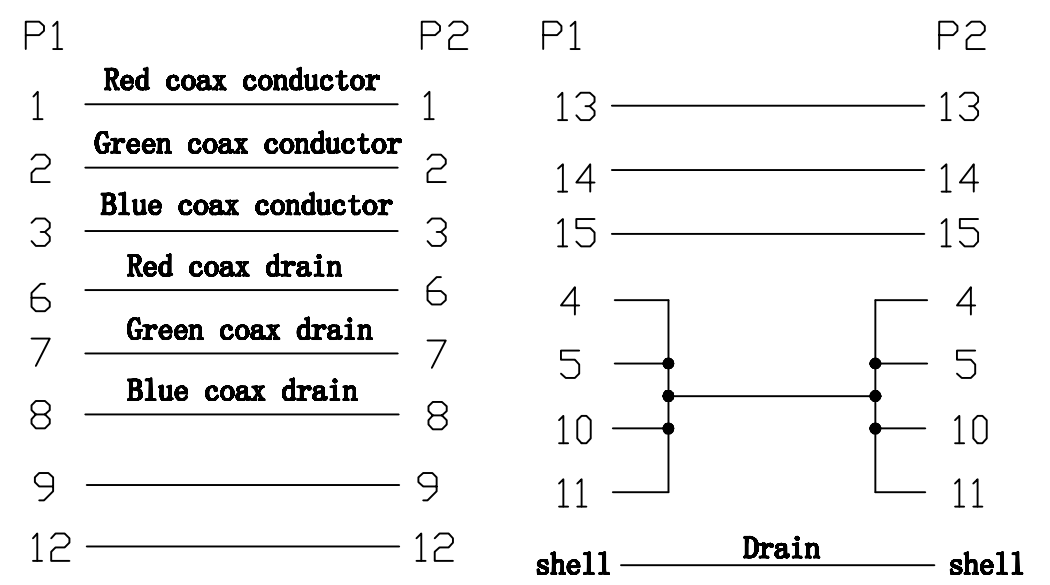 P1 P2
Red coax conductor
1 1
Green coax conductor
2 2
Blue coax conductor
3 3
Red coax drain
6 6
Green coax drain
7 7
Blue coax drain
8 8
9 9
12 12
P1 P2
13 13
14 14
15 15
4 4
5 5
10 10
11 11
Drain
shell shell